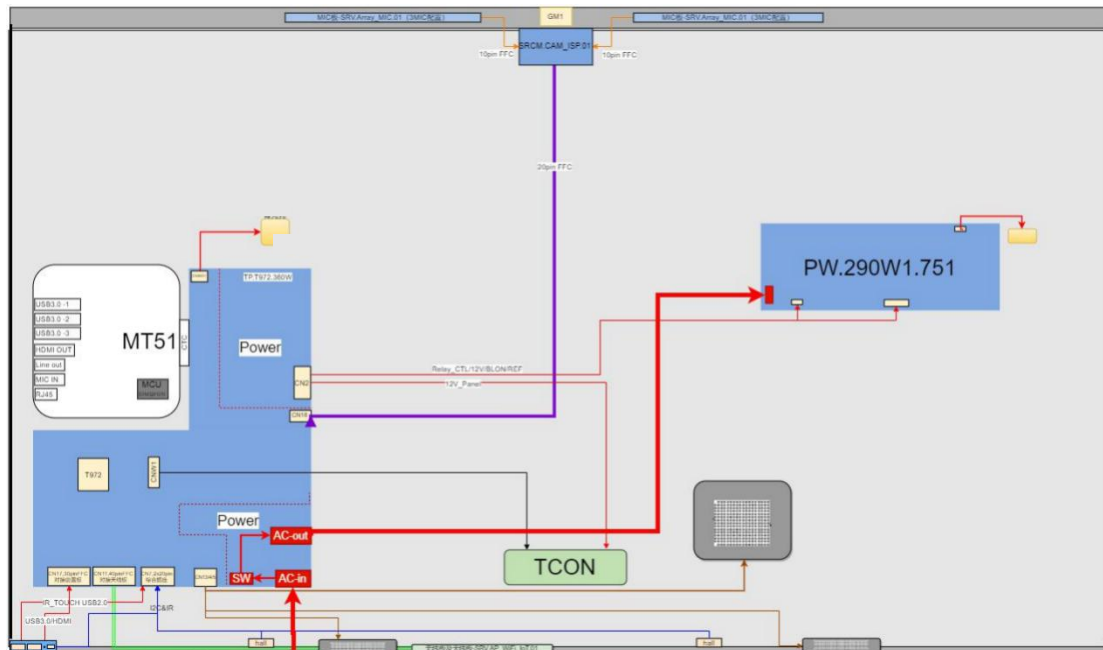 MIC板-SRV.Array_MIC.01（3MIC配置）
GM1
MIC板-SRV.Array_MIC.01（3MIC配置）
SRCM.CAM_ISP.01
10pin FFC
10pin FFC
20pin FFC
TP.T972.360W
PW.290W1.751
USB3.0 -1
USB3.0 -2
USB3.0 -3
HDMI OUT
Line out
MIC IN
RJ45
MT51
CTC
MCU
Power
CN2
Relay_CTL/12V/BLON/REF
12V_Panel
CN16
T972
CNW1
Power
AC-out
SW
AC-in
TCON
IR_TOUCH USB2.0
I2C&IR
USB3.0/HDMI
hall
hall